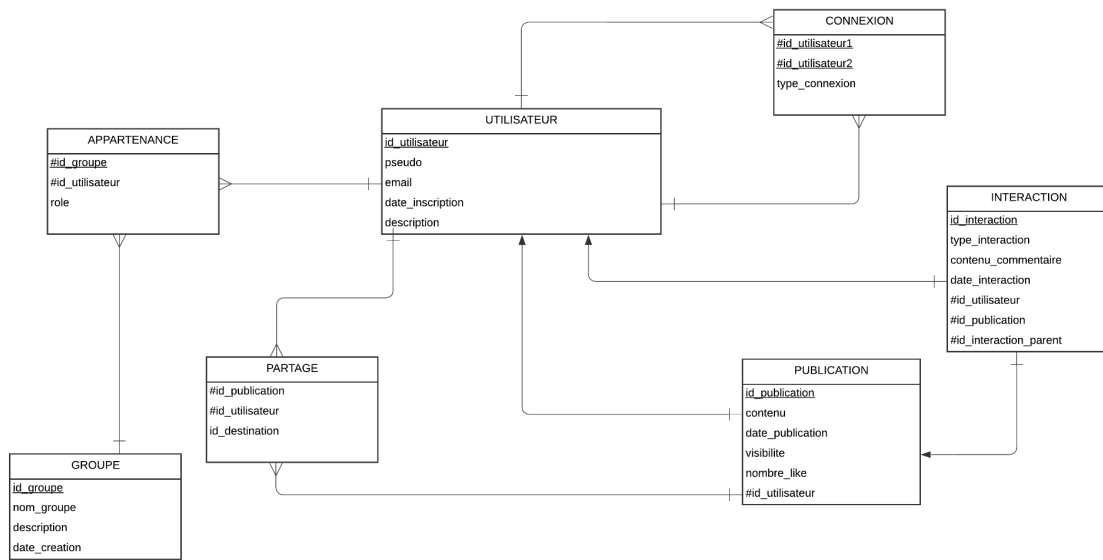 CONNEXION
#id_utilisateur1
#id_utilisateur2
type_connexion
UTILISATEUR
id_utilisateur
pseudo
email
date_inscription
description
APPARTENANCE
#id_groupe
#id_utilisateur
role
INTERACTION
id_interaction
type_interaction
contenu_commentaire
date_interaction
#id_utilisateur
#id_publication
#id_interaction_parent
PARTAGE
#id_publication
#id_utilisateur
id_destination
PUBLICATION
id_publication
contenu
date_publication
visibilite
nombre_like
#id_utilisateur
GROUPE
id_groupe
nom_groupe
description
date_creation